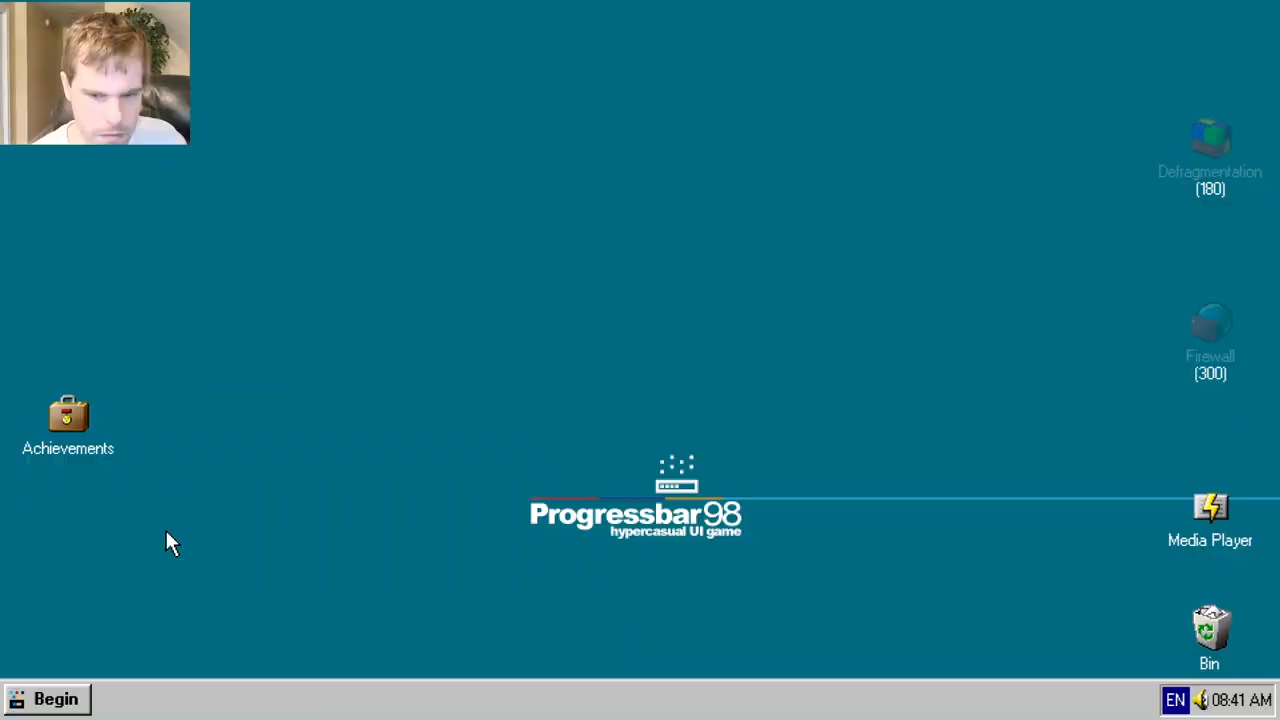 Defragmentation
(180)
Firewall
(300)
Achievements
Progressbar98
hypercasual UI game
Media Player
Bin
Begin
EN 08:41 AM